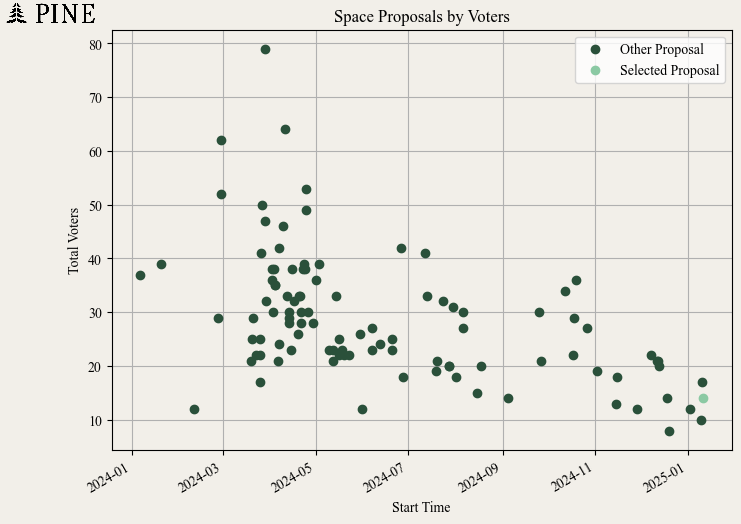 PINE
Space Proposals by Voters
Other Proposal
Selected Proposal
Total Voters
80
70
60
50
40
30
20
10
2024-01
2024-03
2024-05
2024-07
2024-09
2024-11
2025-01
Start Time